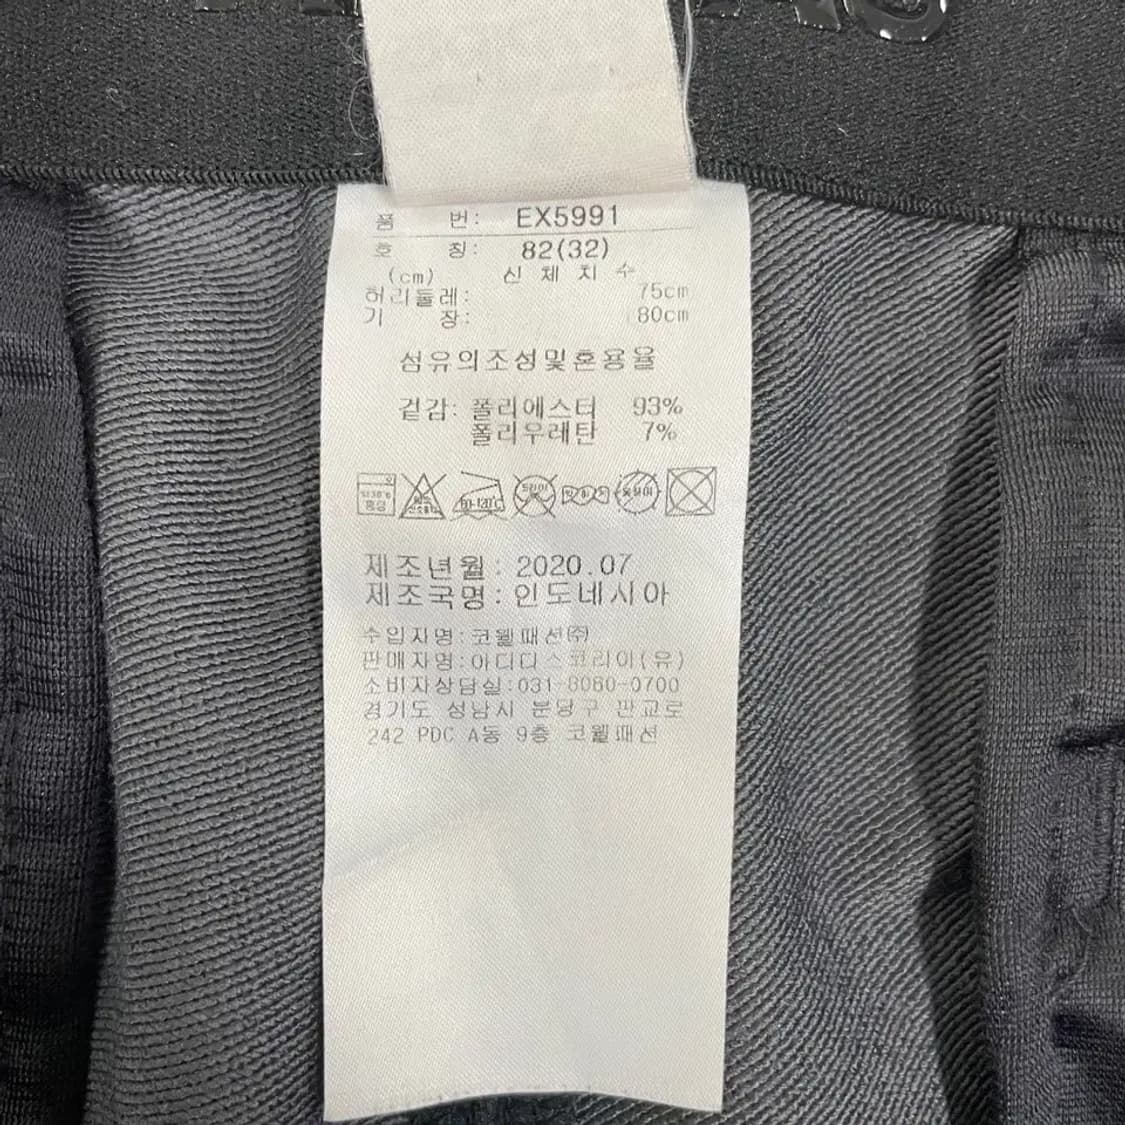 품 번: EX5991
호 칭: 82(32)
(cm) 신 체 치 수
허리둘레: 75cm
기 장: 80cm
섬유의조성및혼용율
겉감: 폴리에스터 93%
폴리우레탄 7%
제조년월: 2020.07
제조국명: 인도네시아
수입자명: 코웰패션(주)
판매자명:아디다스코리아(유)
소비자상담실:031-8060-0700
경기도 성남시 분당구 판교로
242 PDC A동 9층 코웰패션